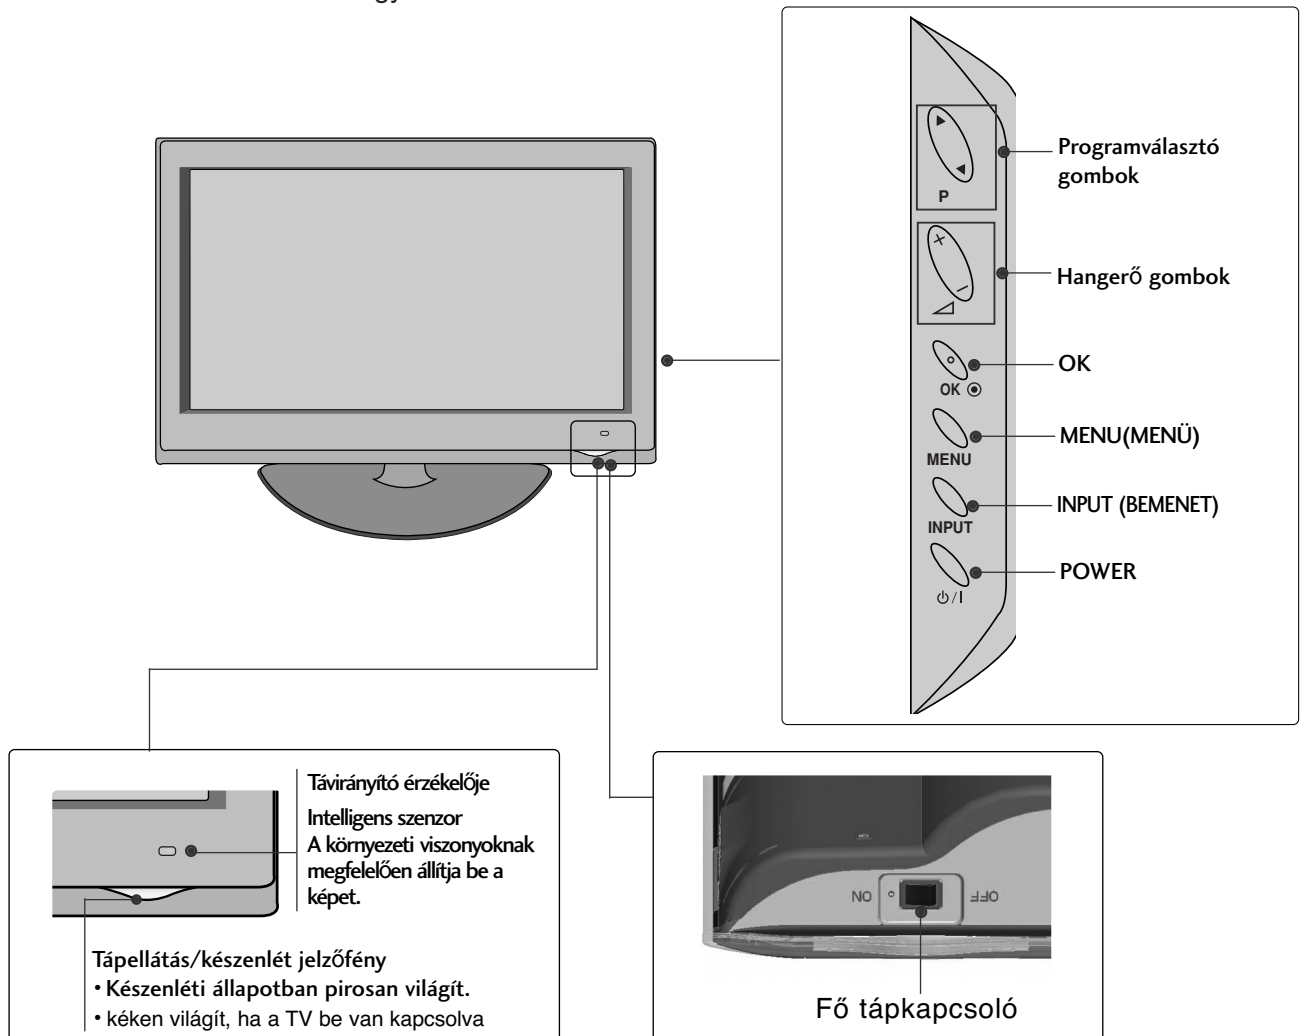 gy
P
OK
MENU
INPUT
/I
Programválasztó
gombok
Hangerő gombok
OK
MENU(MENÜ)
INPUT (BEMENET)
POWER
Távirányító érzékelője
Intelligens szenzor
A környezeti viszonyoknak
megfelelően állítja be a
képet.
Tápellátás/készenlét jelzőfény
• Készenléti állapotban pirosan világít.
• kéken világít, ha a TV be van kapcsolva
ON
OFF
Fő tápkapcsoló